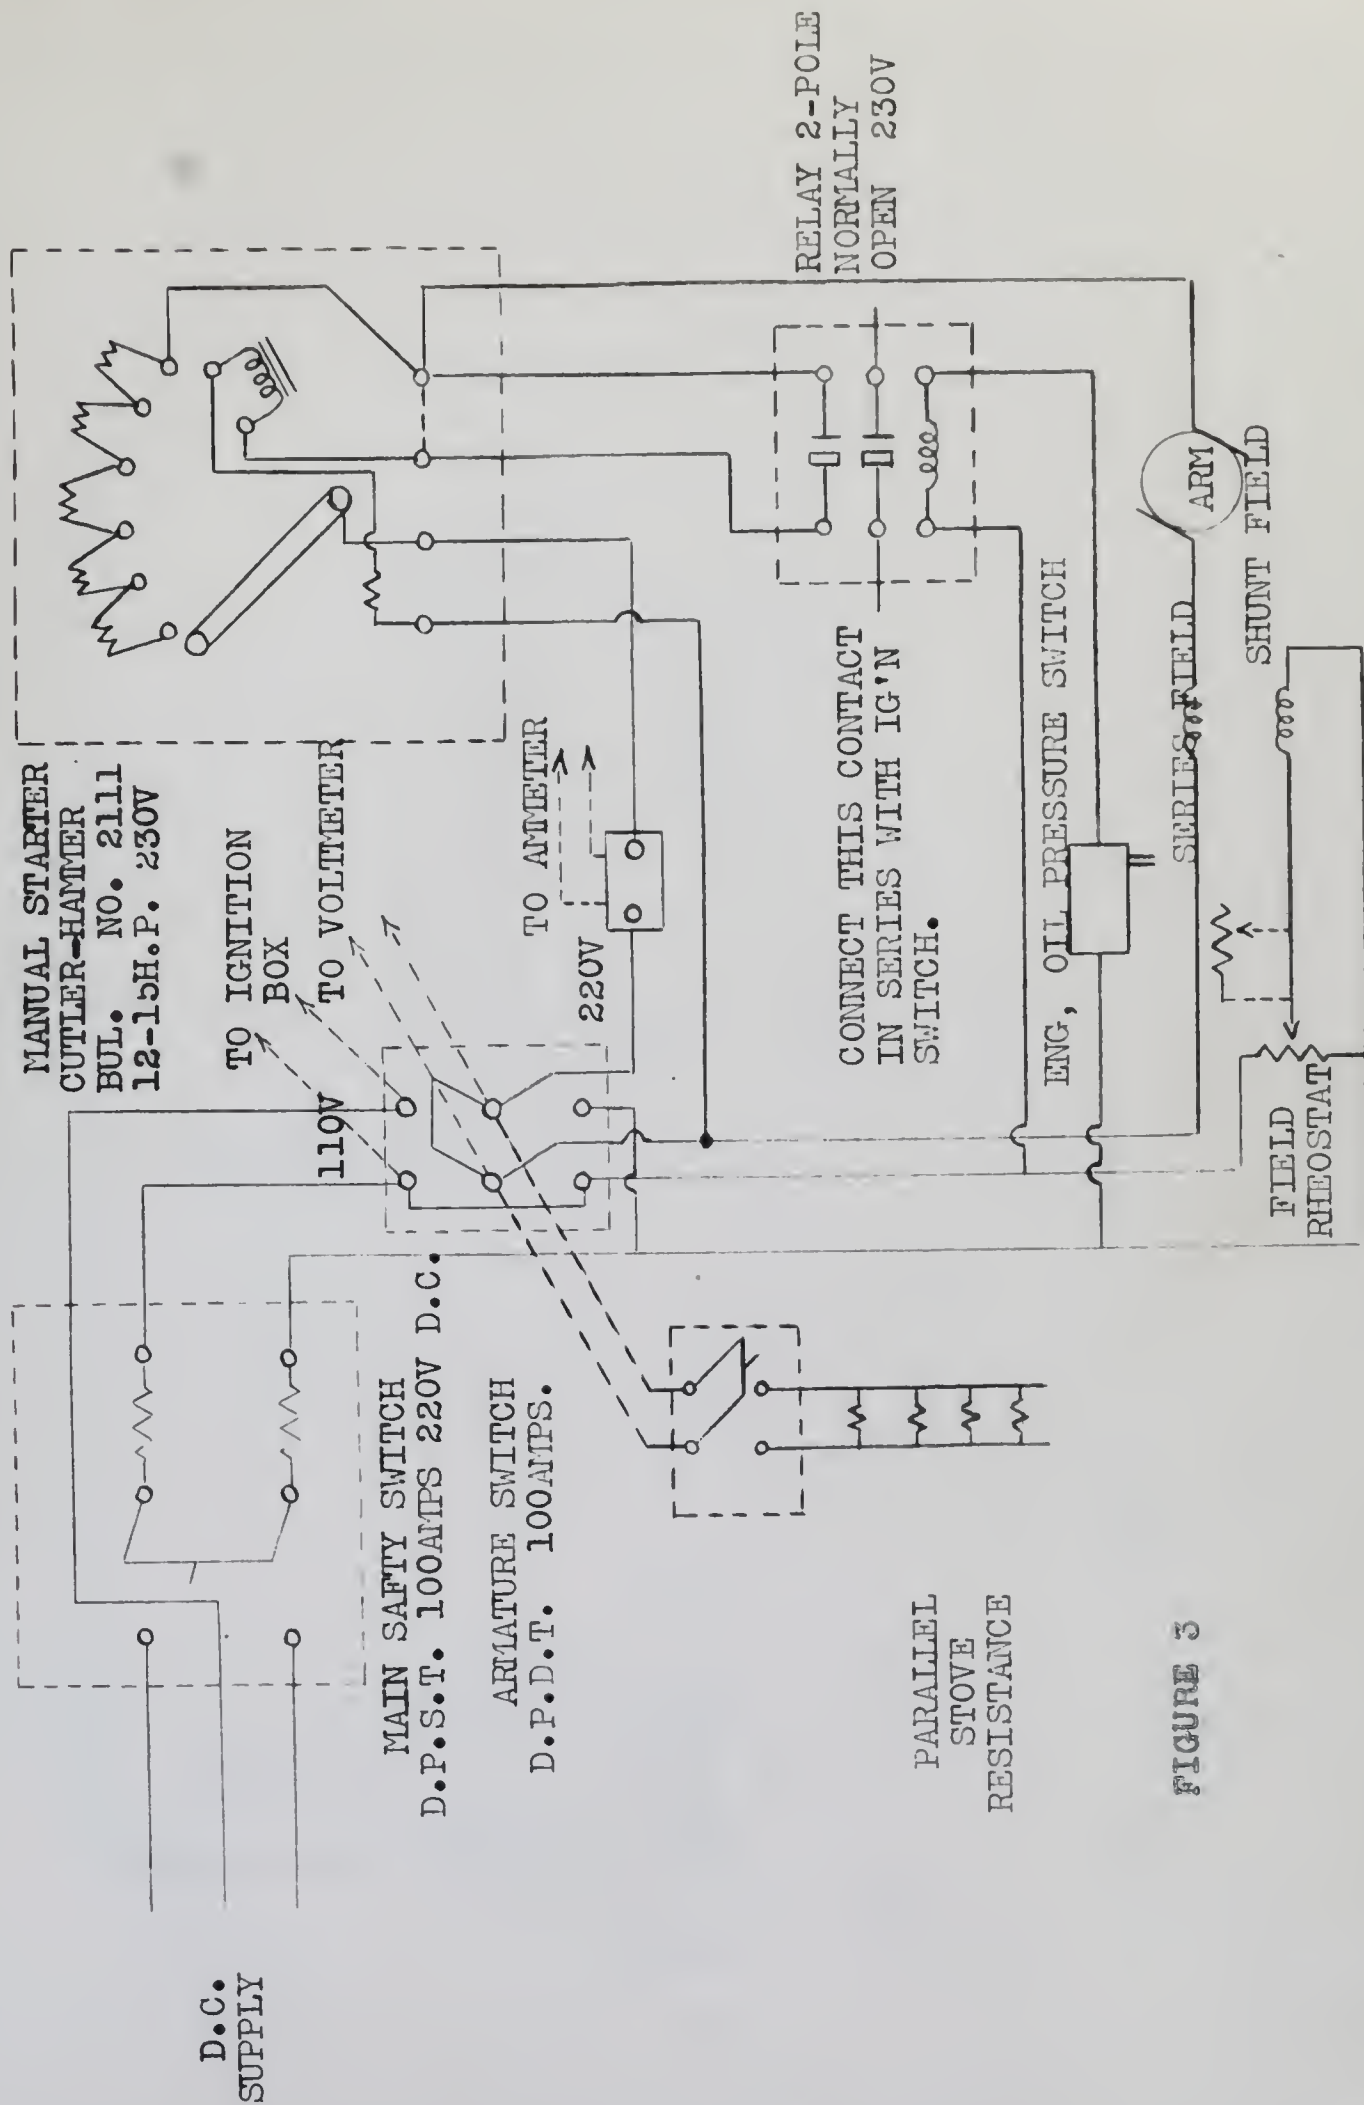 D.C.
SUPPLY
MAIN SAFTY SWITCH
D.P.S.T. 100AMPS 220V D.C.
ARMATURE SWITCH
D.P.D.T. 100AMPS.
PARALLEL
STOVE
RESISTANCE
FIGURE 3
MANUAL STARTER
CUTLER-HAMMER
BUL. NO. 2111
12-15H.P. 230V
TO IGNITION
BOX
TO VOLTMETER
110V
220V
TO AMMETER
CONNECT THIS CONTACT
IN SERIES WITH IG'N
SWITCH.
ENG, OIL PRESSURE SWITCH
SERIES FIELD
SHUNT FIELD
FIELD
RHEOSTAT
ARM
RELAY 2-POLE
NORMALLY
OPEN 230V